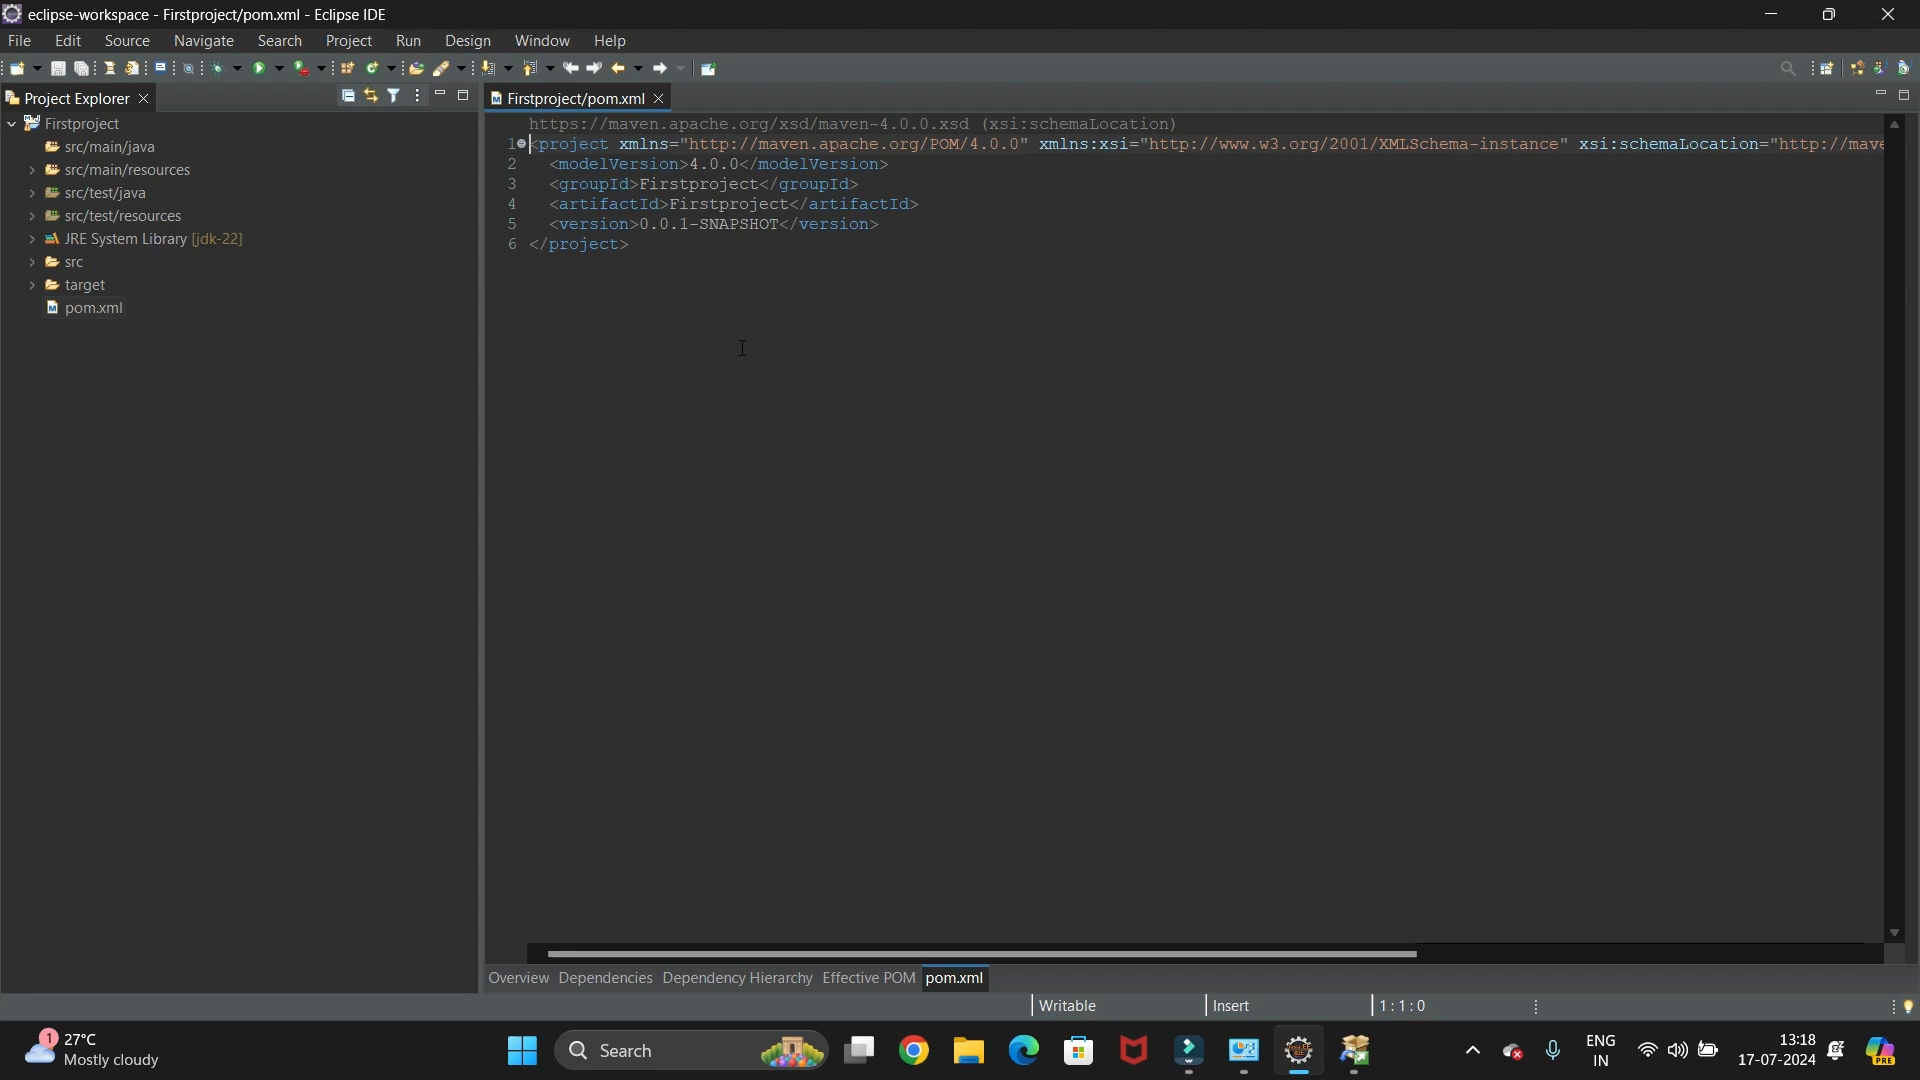 eclipse-workspace - Firstproject/pom.xml - Eclipse IDE
File Edit Source Navigate Search Project Run Design Window Help
Project Explorer
Firstproject/pom.xml
Firstproject
src/main/java
src/main/resources
src/test/java
src/test/resources
JRE System Library [jdk-22]
src
target
pom.xml
https://maven.apache.org/xsd/maven-4.0.0.xsd (xsi:schemaLocation)
1 <project xmlns="http://maven.apache.org/POM/4.0.0" xmlns:xsi="http://www.w3.org/2001/XMLSchema-instance" xsi:schemaLocation="http://mave
2 <modelVersion>4.0.0</modelVersion>
3 <groupId>Firstproject</groupId>
4 <artifactId>Firstproject</artifactId>
5 <version>0.0.1-SNAPSHOT</version>
6 </project>
Overview Dependencies Dependency Hierarchy Effective POM pom.xml
Writable Insert 1 : 1 : 0
1 27°C
Mostly cloudy
Search
ENG
IN
13:18
17-07-2024
PRE